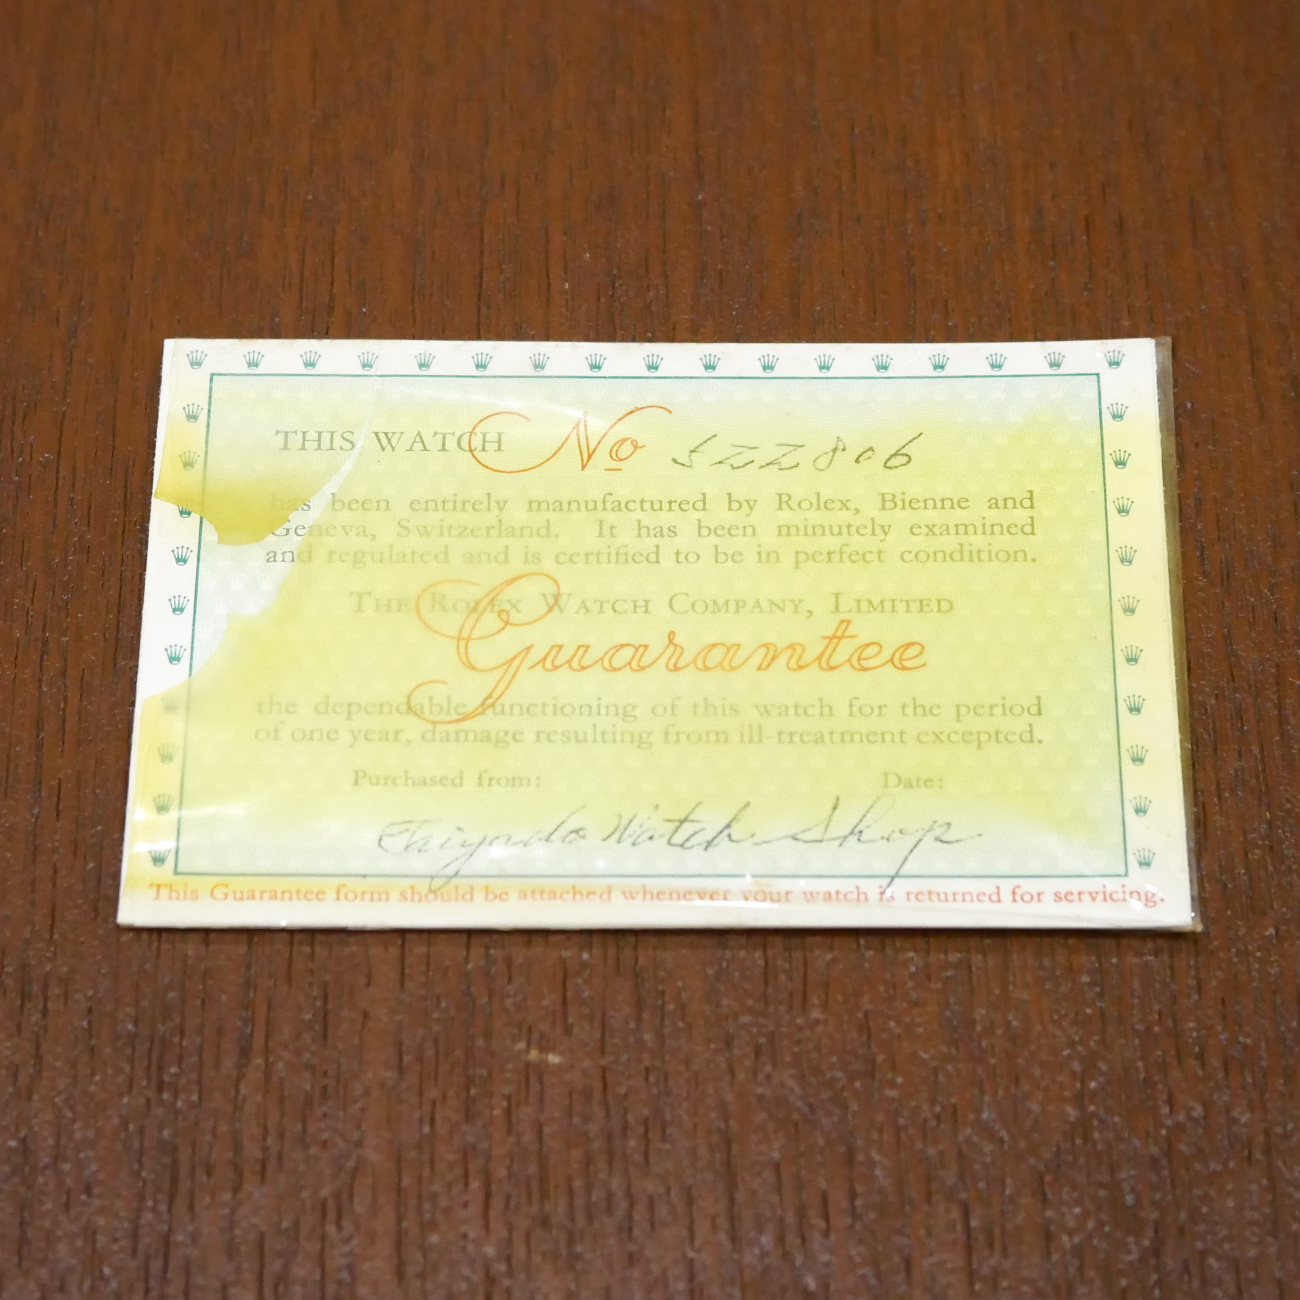 THIS WATCH No 522806
has been entirely manufactured by Rolex, Bienne and
Geneva, Switzerland. It has been minutely examined
and regulated and is certified to be in perfect condition.
THE ROLEX WATCH COMPANY, LIMITED
Guarantee
the dependable functioning of this watch for the period
of one year, damage resulting from ill-treatment excepted.
Purchased from: Date:
Chiyodo Watch Shop
This Guarantee form should be attached whenever your watch is returned for servicing.